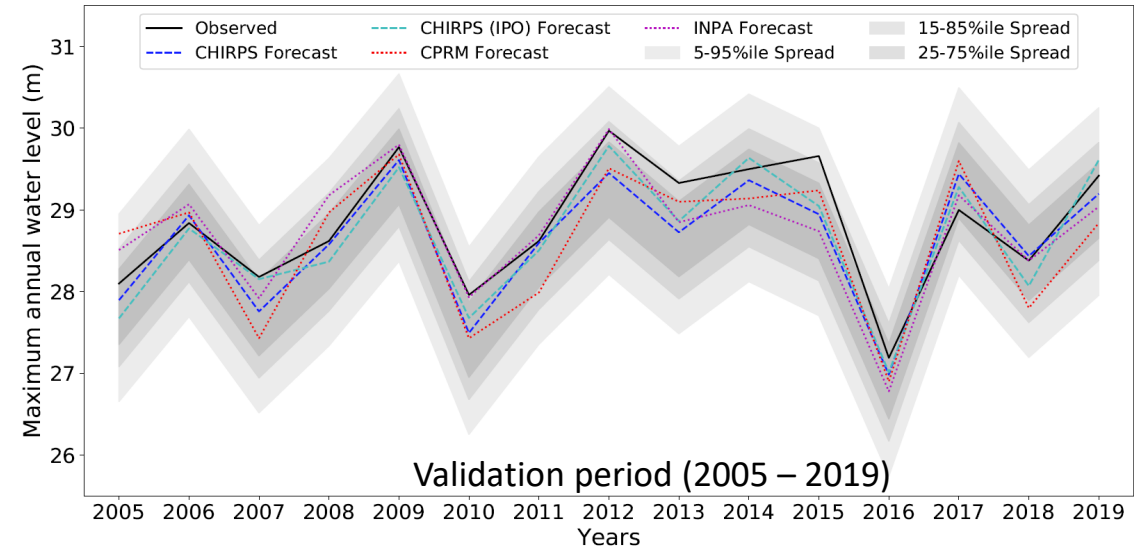 Observed
CHIRPS Forecast
CHIRPS (IPO) Forecast
CPRM Forecast
INPA Forecast
5-95%ile Spread
15-85%ile Spread
25-75%ile Spread
Maximum annual water level (m)
31
30
29
28
27
26
Validation period (2005 – 2019)
2005 2006 2007 2008 2009 2010 2011 2012 2013 2014 2015 2016 2017 2018 2019
Years